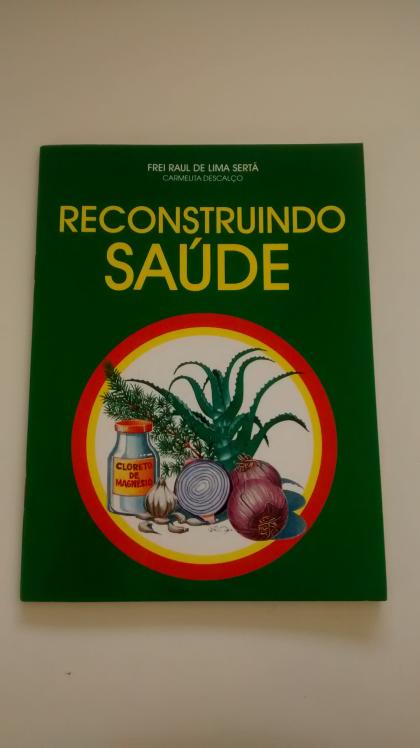 FREI RAUL DE LIMA SERTÃ
CARMELITA DESCALÇO
RECONSTRUINDO
SAÚDE
CLORETO
DE
MAGNÉSIO